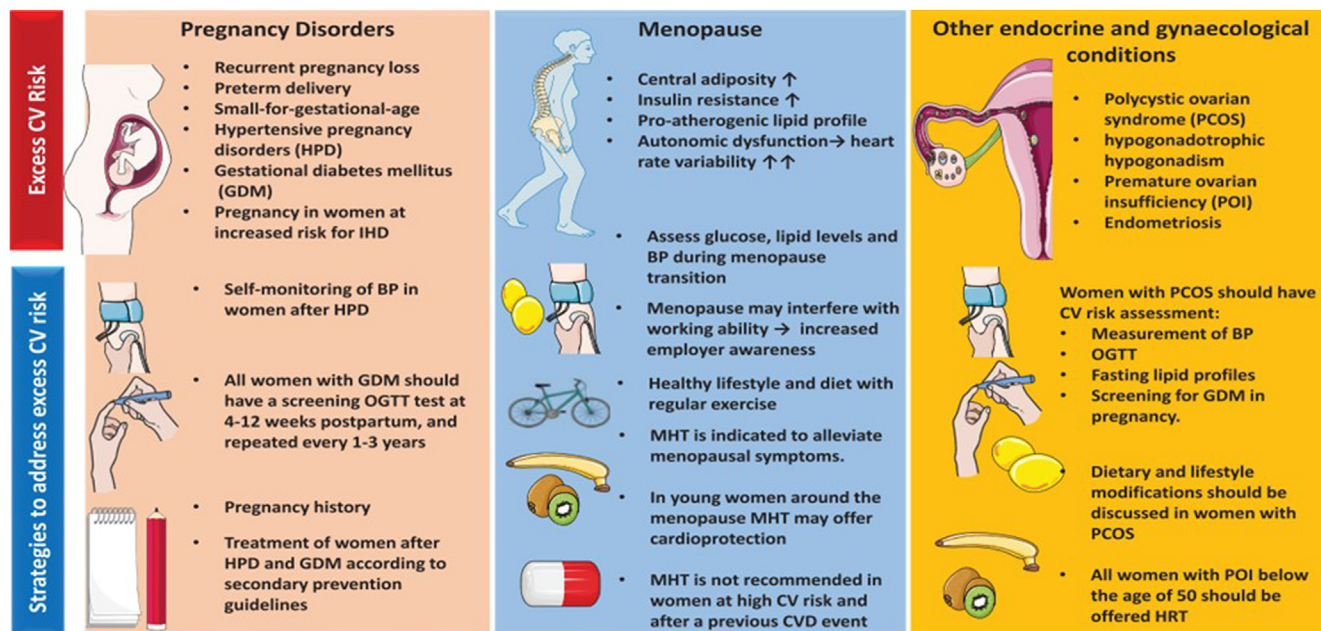 Excess CV Risk
Pregnancy Disorders
• Recurrent pregnancy loss
• Preterm delivery
• Small-for-gestational-age
• Hypertensive pregnancy
disorders (HPD)
• Gestational diabetes mellitus
(GDM)
• Pregnancy in women at
increased risk for IHD
Menopause
• Central adiposity ↑
• Insulin resistance ↑
• Pro-atherogenic lipid profile
• Autonomic dysfunction→ heart
rate variability ↑↑
Other endocrine and gynaecological
conditions
• Polycystic ovarian
syndrome (PCOS)
• hypogonadotrophic
hypogonadism
• Premature ovarian
insufficiency (POI)
• Endometriosis
Strategies to address excess CV risk
• Self-monitoring of BP in
women after HPD
• All women with GDM should
have a screening OGTT test at
4-12 weeks postpartum, and
repeated every 1-3 years
• Pregnancy history
• Treatment of women after
HPD and GDM according to
secondary prevention
guidelines
• Assess glucose, lipid levels and
BP during menopause
transition
• Menopause may interfere with
working ability → increased
employer awareness
• Healthy lifestyle and diet with
regular exercise
• MHT is indicated to alleviate
menopausal symptoms.
• In young women around the
menopause MHT may offer
cardioprotection
• MHT is not recommended in
women at high CV risk and
after a previous CVD event
Women with PCOS should have
CV risk assessment:
• Measurement of BP
• OGTT
• Fasting lipid profiles
• Screening for GDM in
pregnancy.
• Dietary and lifestyle
modifications should be
discussed in women with
PCOS
• All women with POI below
the age of 50 should be
offered HRT